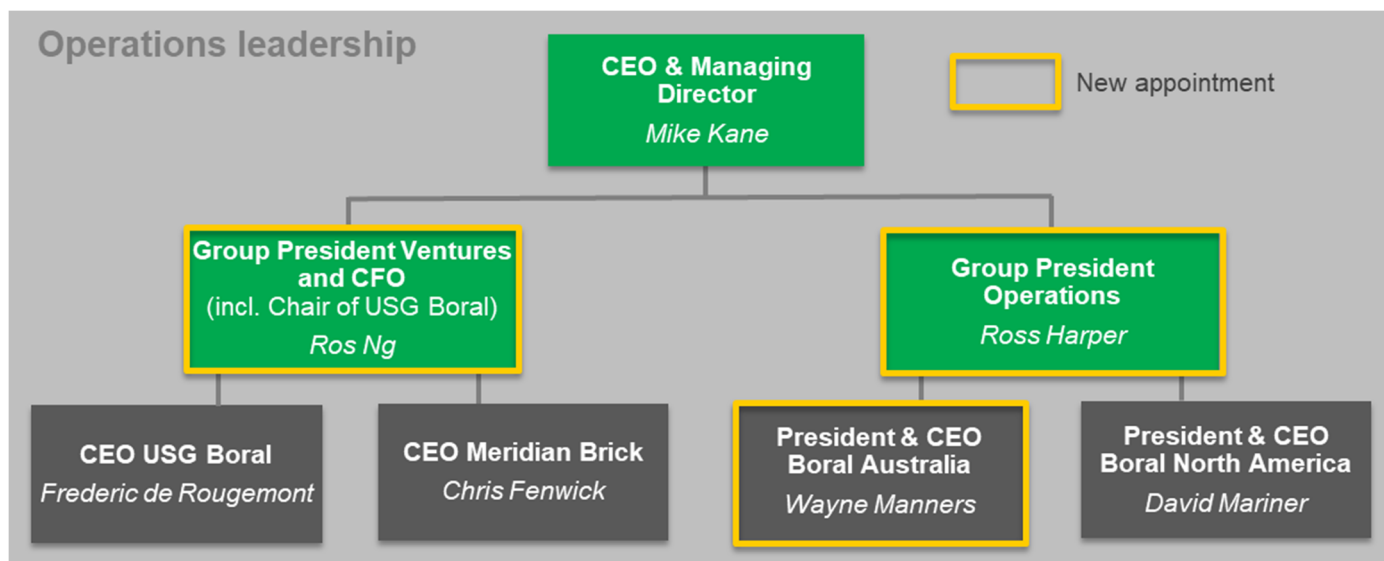 Operations leadership
CEO & Managing
Director
Mike Kane
New appointment
Group President Ventures
and CFO
(incl. Chair of USG Boral)
Ros Ng
Group President
Operations
Ross Harper
CEO USG Boral
Frederic de Rougemont
CEO Meridian Brick
Chris Fenwick
President & CEO
Boral Australia
Wayne Manners
President & CEO
Boral North America
David Mariner